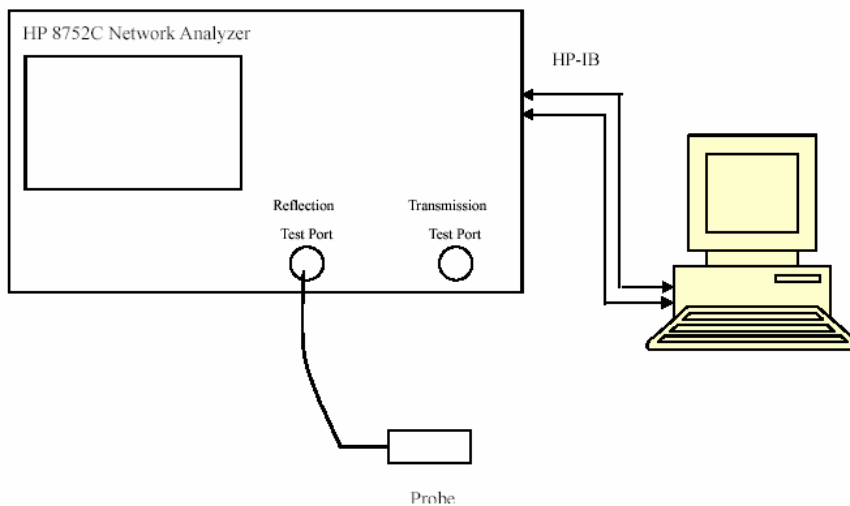 HP 8752C Network Analyzer
HP-IB
Reflection
Test Port
Transmission
Test Port
Probe